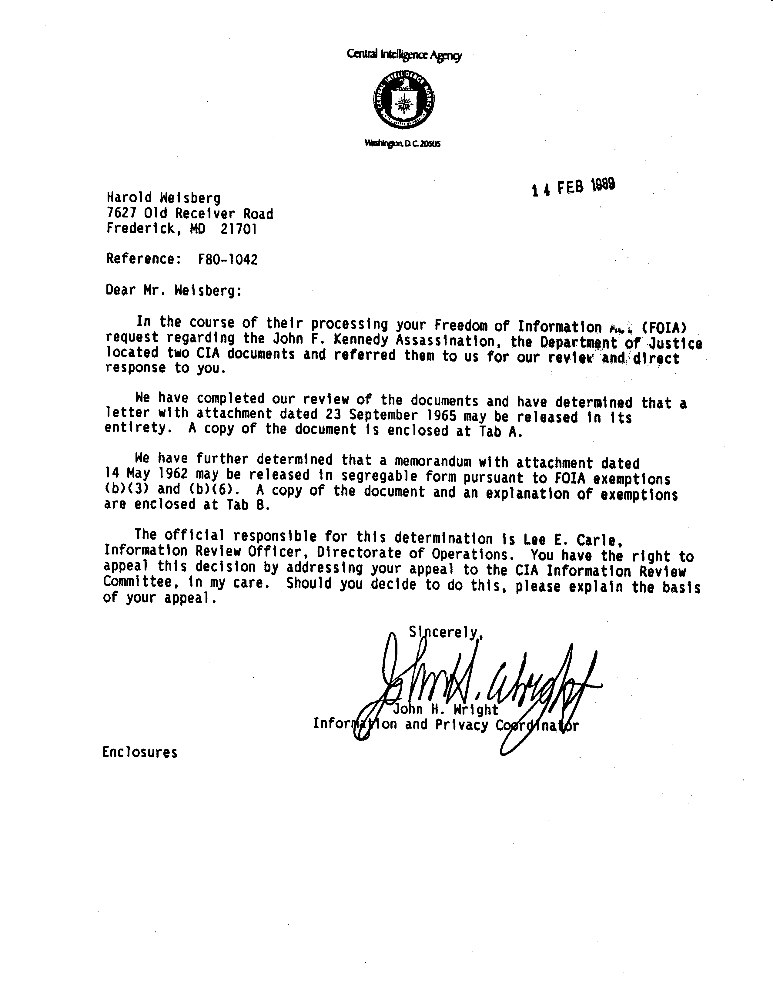 Central Intelligence Agency
CENTRAL INTELLIGENCE AGENCY
Washington, D.C. 20505
14 FEB 1989
Harold Weisberg
7627 Old Receiver Road
Frederick, MD  21701
Reference:  F80-1042
Dear Mr. Weisberg:
In the course of their processing your Freedom of Information Act (FOIA)
request regarding the John F. Kennedy Assassination, the Department of Justice
located two CIA documents and referred them to us for our review and direct
response to you.
We have completed our review of the documents and have determined that a
letter with attachment dated 23 September 1965 may be released in its
entirety.  A copy of the document is enclosed at Tab A.
We have further determined that a memorandum with attachment dated
14 May 1962 may be released in segregable form pursuant to FOIA exemptions
(b)(3) and (b)(6).  A copy of the document and an explanation of exemptions
are enclosed at Tab B.
The official responsible for this determination is Lee E. Carle,
Information Review Officer, Directorate of Operations.  You have the right to
appeal this decision by addressing your appeal to the CIA Information Review
Committee, in my care.  Should you decide to do this, please explain the basis
of your appeal.
Sincerely,
John H. Wright
John H. Wright
Information and Privacy Coordinator
Enclosures